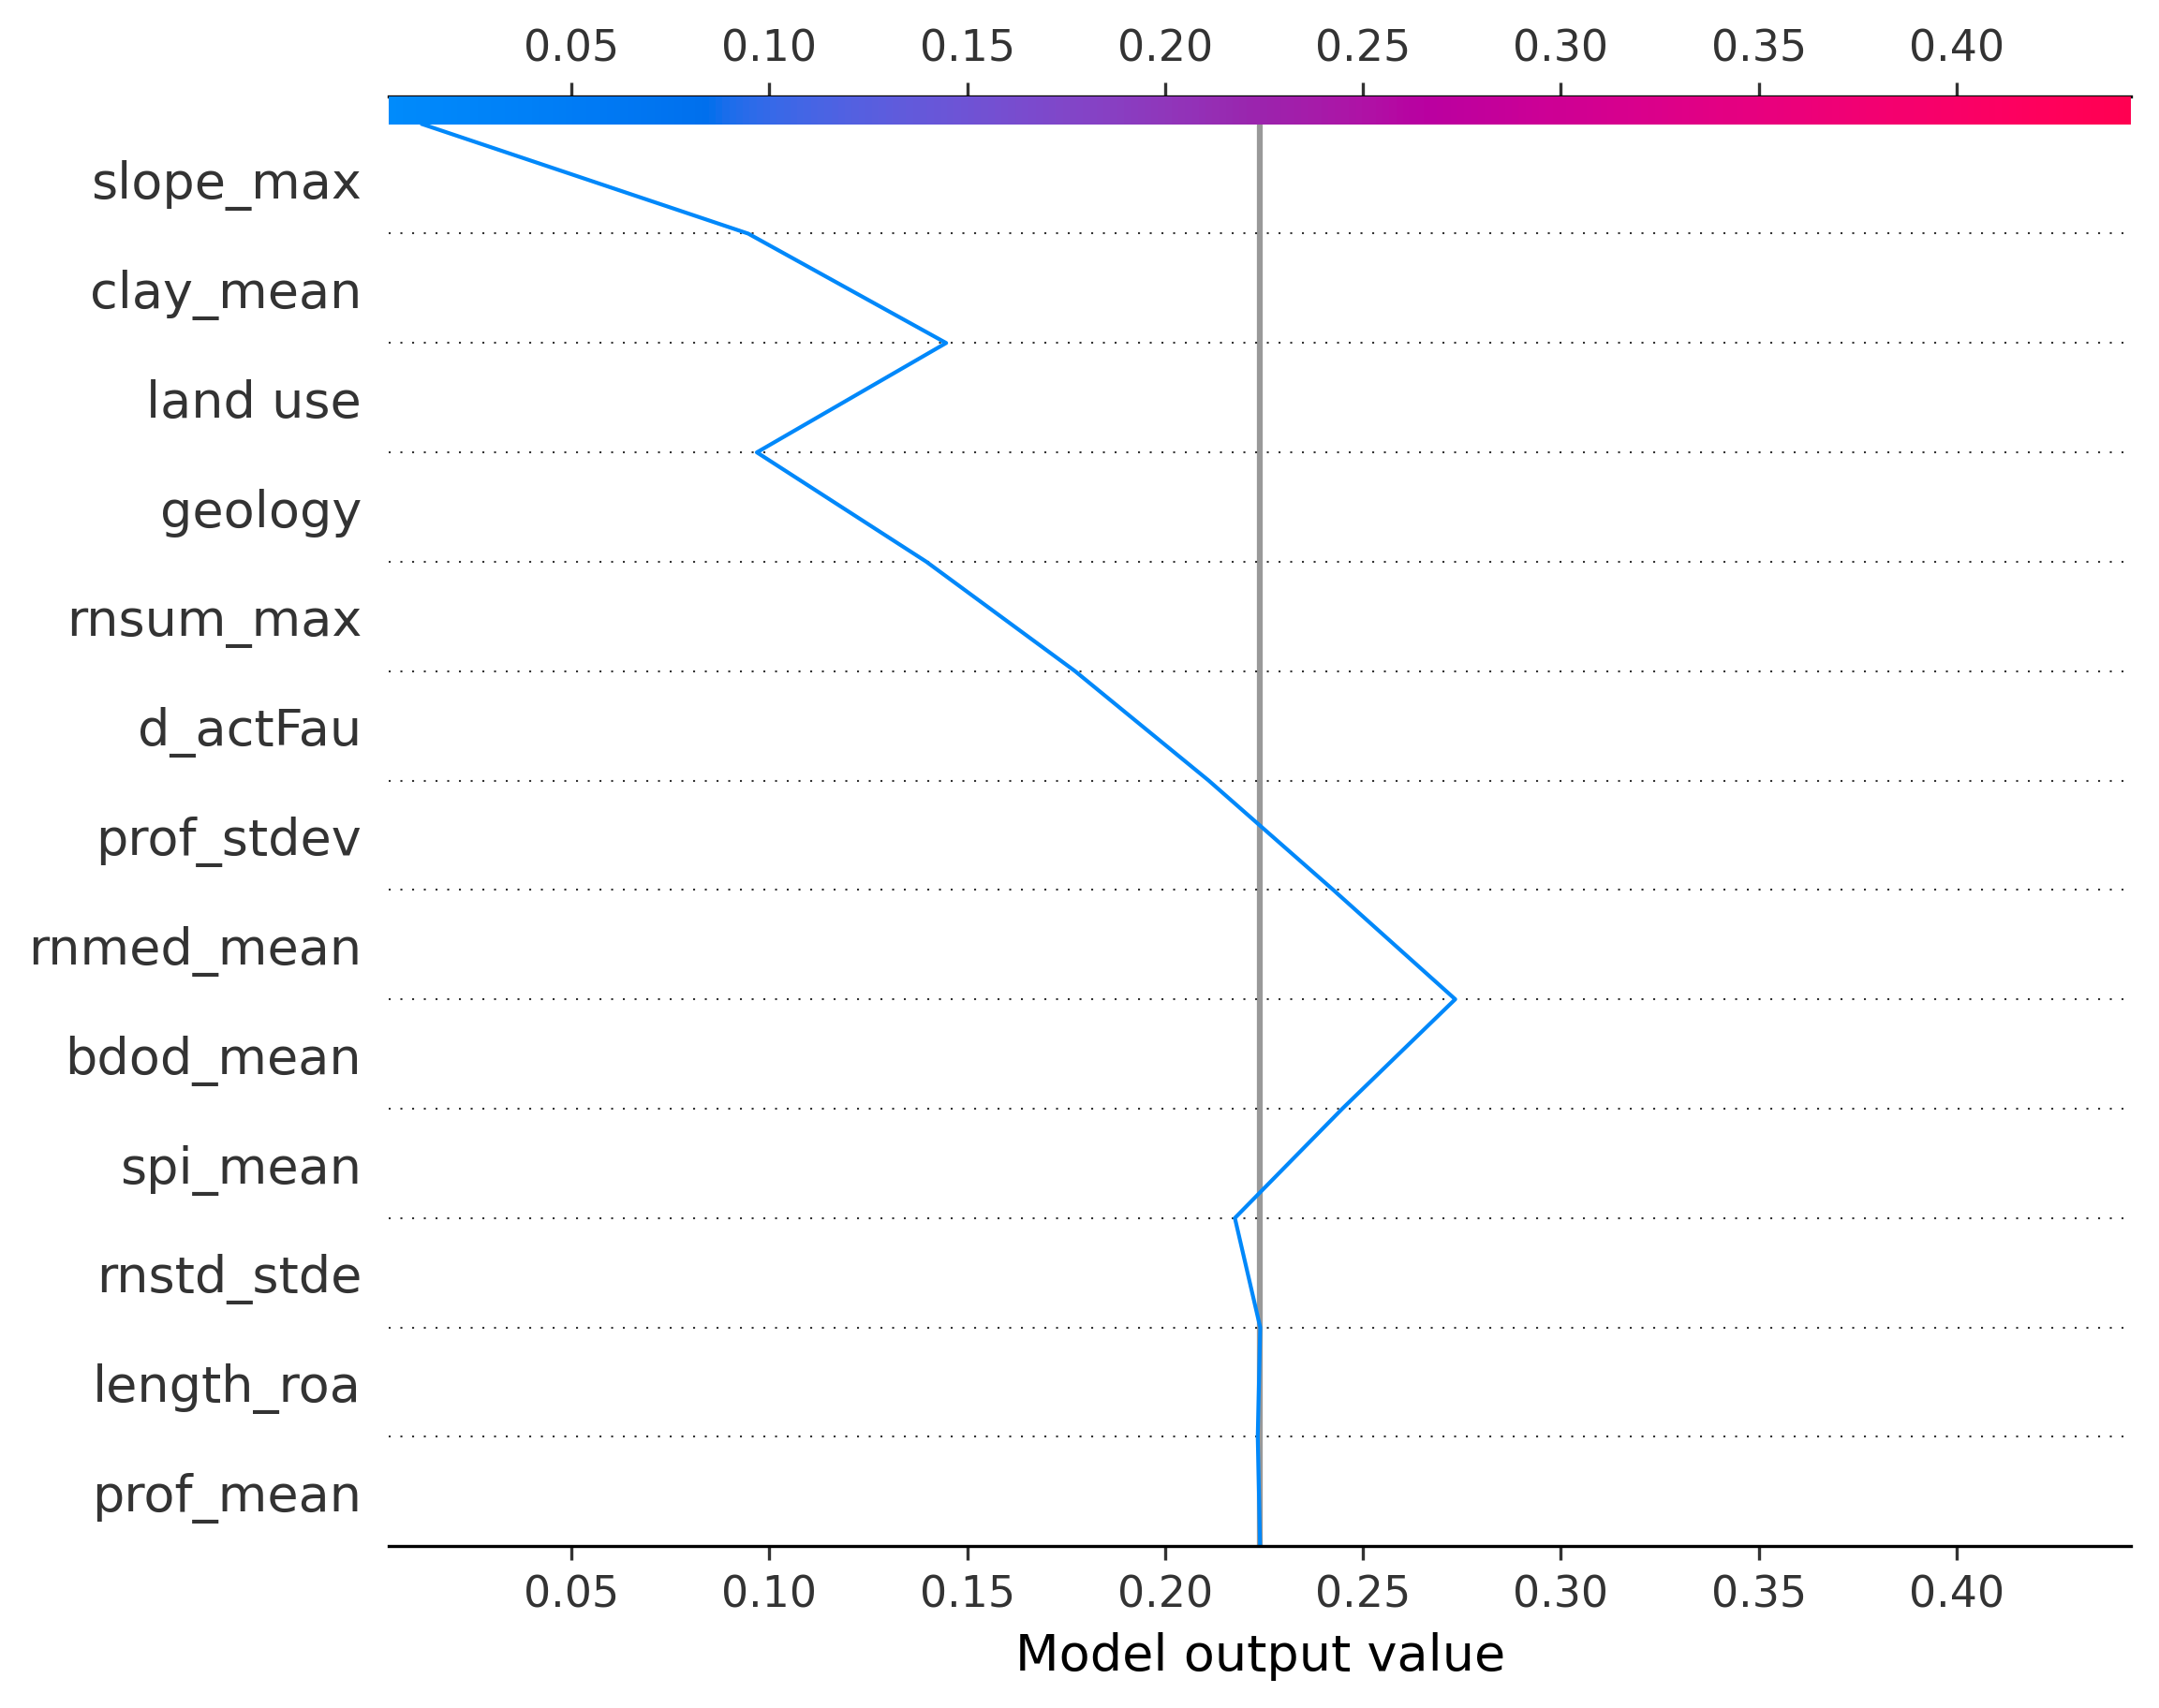 0.05 0.10 0.15 0.20 0.25 0.30 0.35 0.40
slope_max
clay_mean
land use
geology
rnsum_max
d_actFau
prof_stdev
rnmed_mean
bdod_mean
spi_mean
rnstd_stde
length_roa
prof_mean
0.05 0.10 0.15 0.20 0.25 0.30 0.35 0.40
Model output value